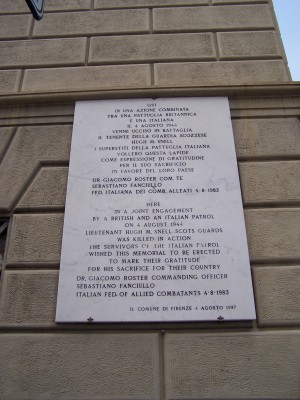 QUI
IN UNA AZIONE COMBINATA
FRA UNA PATTUGLIA BRITANNICA
E UNA ITALIANA
IL 4 AGOSTO 1944
VENNE UCCISO IN BATTAGLIA
IL TENENTE DELLA GUARDIA SCOZZESE
HUGH M. SNELL
I SUPERSTITI DELLA PATTUGLIA ITALIANA
VOLLERO QUESTA LAPIDE
COME ESPRESSIONE DI GRATITUDINE
PER IL SUO SACRIFICIO
IN FAVORE DEL LORO PAESE
DR GIACOMO ROSTER COM. TE
SEBASTIANO FANCIULLO
FED. ITALIANA DEI COMB. ALLEATI 4·8·1983
HERE
IN A JOINT ENGAGEMENT
BY A BRITISH AND AN ITALIAN PATROL
ON 4 AUGUST 1944
LIEUTENANT HUGH M. SNELL SCOTS GUARDS
WAS KILLED IN ACTION
THE SURVIVORS OF THE ITALIAN PATROL
WISHED THIS MEMORIAL TO BE ERECTED
TO MARK THEIR GRATITUDE
FOR HIS SACRIFICE FOR THEIR COUNTRY
DR. GIACOMO ROSTER COMMANDING OFFICER
SEBASTIANO FANCIULLO
ITALIAN FED. OF ALLIED COMBATANTS 4·8·1983
IL COMUNE DI FIRENZE 4 AGOSTO 1987